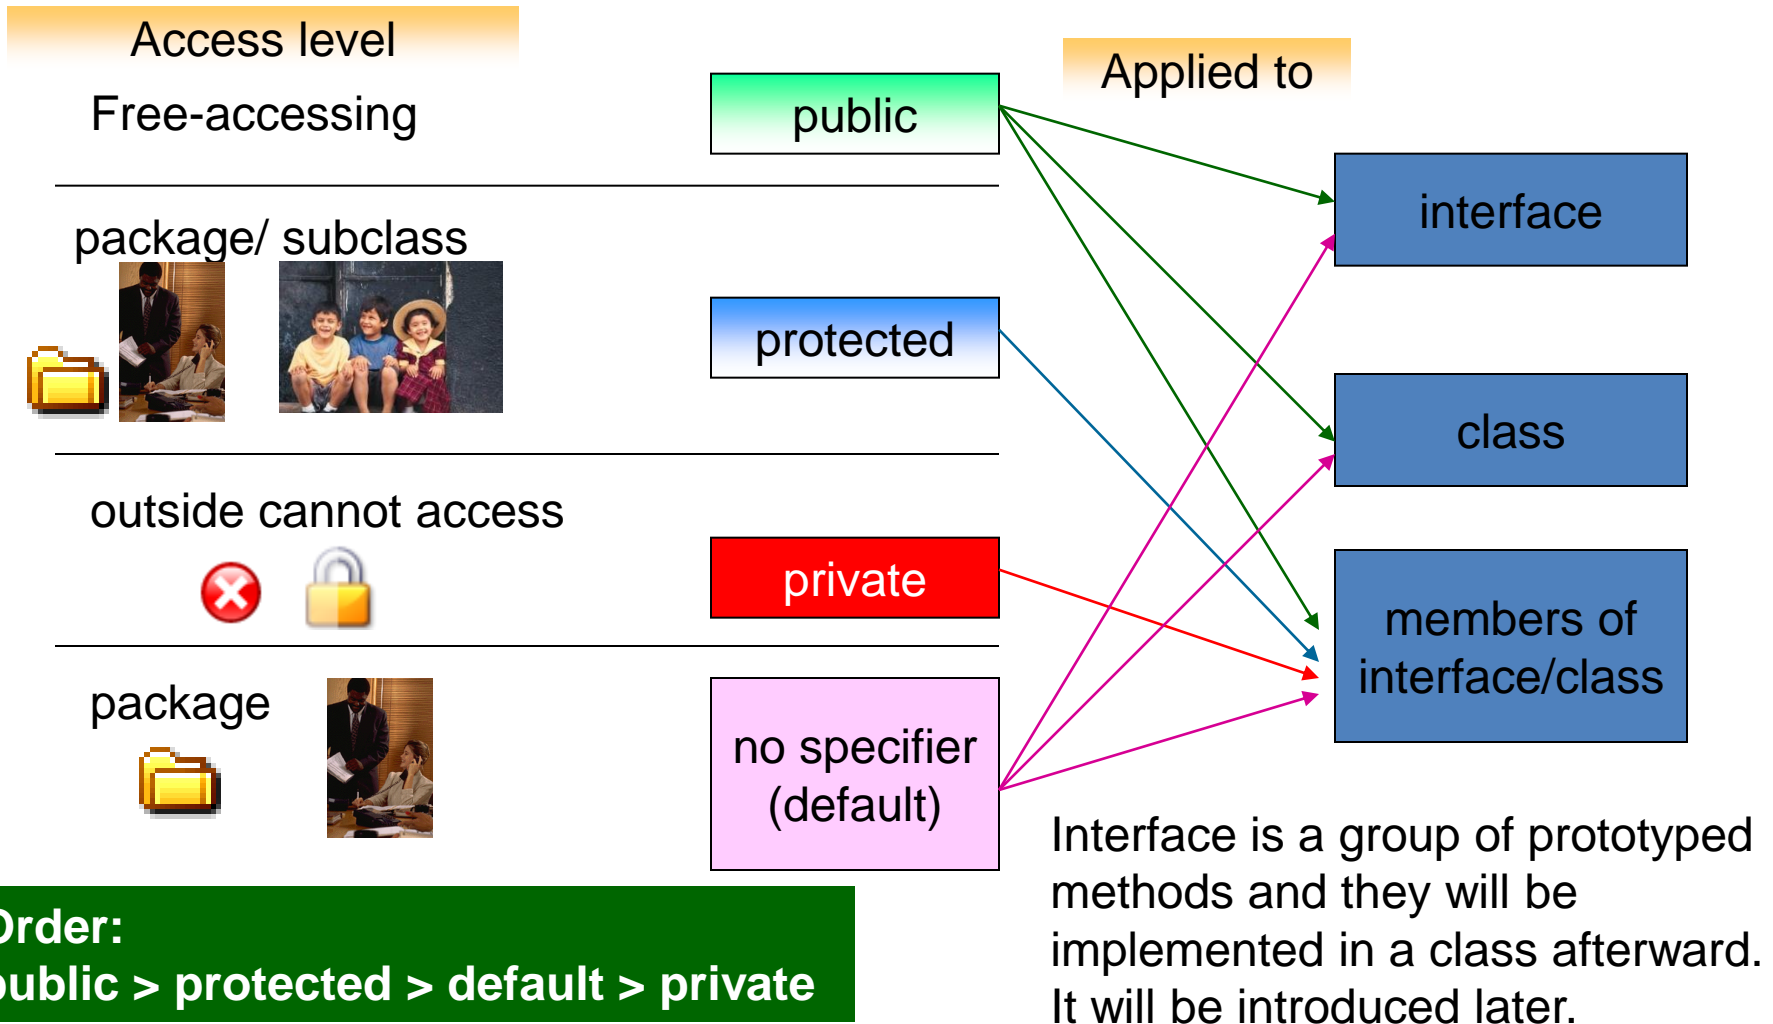 Access level
Applied to
Free-accessing
public
interface
package/ subclass
protected
class
outside cannot access
private
members of
interface/class
package
no specifier
(default)
Interface is a group of prototyped
methods and they will be
implemented in a class afterward.
It will be introduced later.
Order:
public > protected > default > private